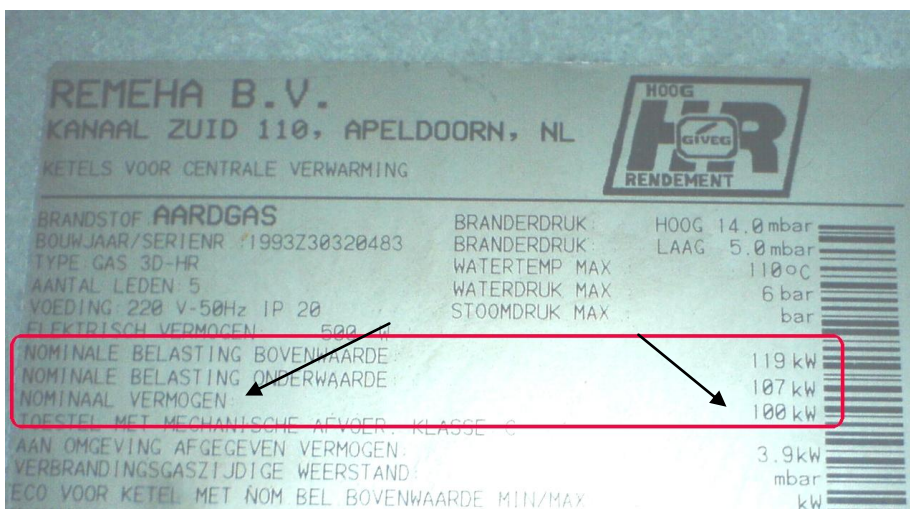 REMEHA B.V.
KANAAL ZUID 110, APELDOORN, NL
KETELS VOOR CENTRALE VERWARMING
HOOG
HR
GIVEG
RENDEMENT
BRANDSTOF: AARDGAS
BOUWJAAR/SERIENR :1993Z30320483
TYPE GAS 3D-HR
AANTAL LEDEN: 5
VOEDING: 220 V-50Hz IP 20
ELEKTRISCH VERMOGEN: 500 W
BRANDERDRUK: HOOG 14.0 mbar
BRANDERDRUK: LAAG 5.0 mbar
WATERTEMP MAX 110°C
WATERDRUK MAX : 6 bar
STOOMDRUK MAX : bar
NOMINALE BELASTING BOVENWAARDE: 119 kW
NOMINALE BELASTING ONDERWAARDE: 107 kW
NOMINAAL VERMOGEN: 100 kW
TOESTEL MET MECHANISCHE AFVOER. KLASSE C
AAN OMGEVING AFGEGEVEN VERMOGEN: 3.9kW
VERBRANDINGSGASZIJDIGE WEERSTAND: mbar
ECO VOOR KETEL MET NOM BEL BOVENWAARDE MIN/MAX kW